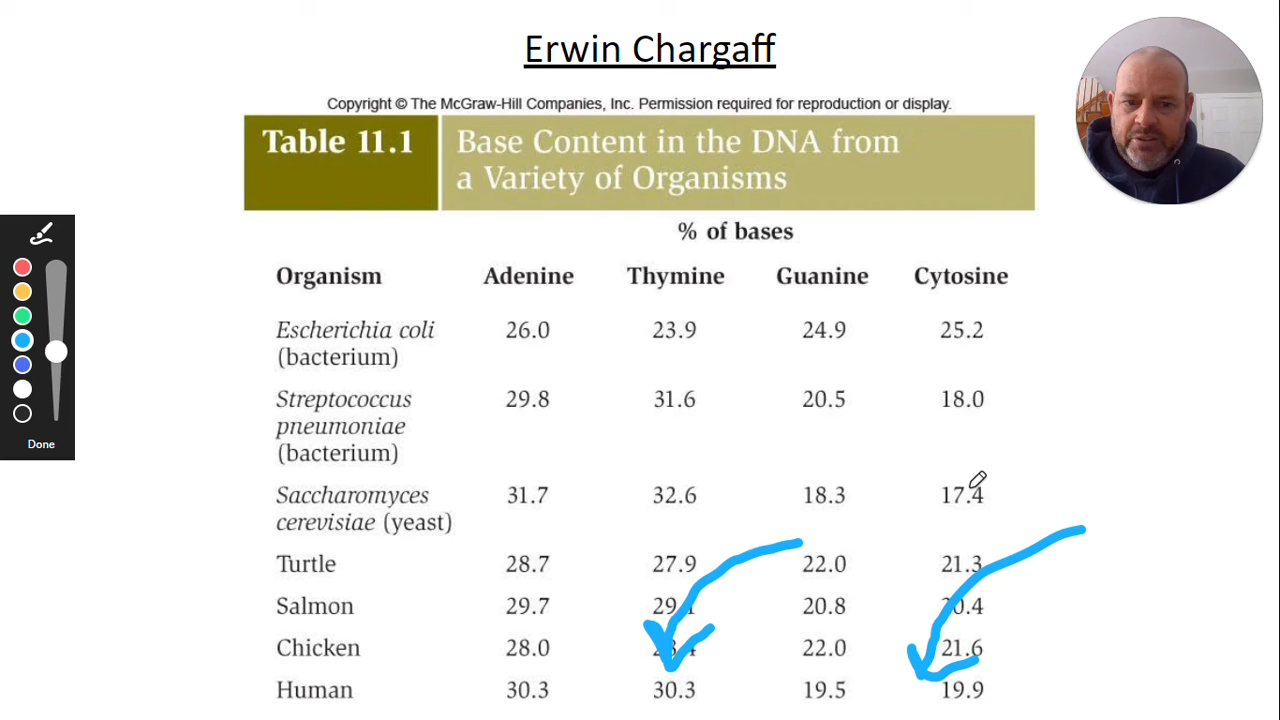 Erwin Chargaff
Copyright © The McGraw-Hill Companies, Inc. Permission required for reproduction or display.
Table 11.1
Base Content in the DNA from
a Variety of Organisms
% of bases
Organism Adenine Thymine Guanine Cytosine
Escherichia coli 26.0 23.9 24.9 25.2
(bacterium)
Streptococcus 29.8 31.6 20.5 18.0
pneumoniae
(bacterium)
Saccharomyces 31.7 32.6 18.3 17.4
cerevisiae (yeast)
Turtle 28.7 27.9 22.0 21.3
Salmon 29.7 20.8
Chicken 28.0 22.0 21.6
Human 30.3 30.3 19.5 19.9
Done